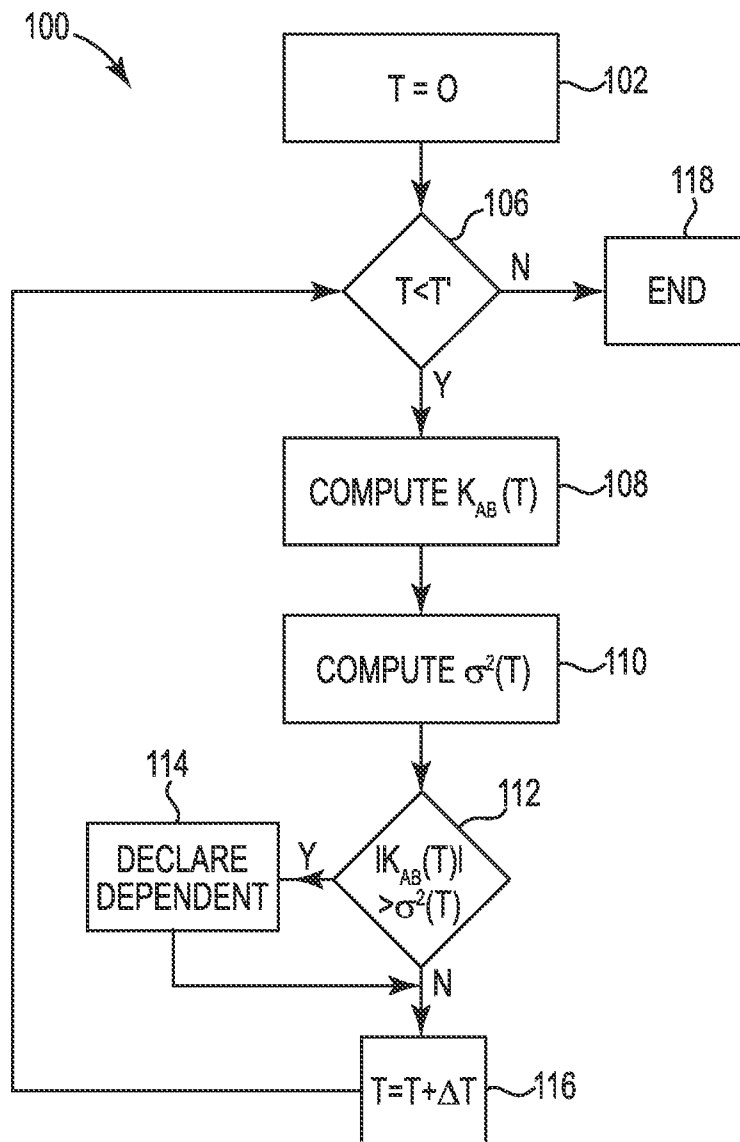 100
T = O
102
106
T<T'
N
118
END
Y
COMPUTE K_AB (T)
108
COMPUTE σ²(T)
110
114
DECLARE
DEPENDENT
Y
112
|K_AB(T)|
>σ²(T)
N
T=T+ΔT
116